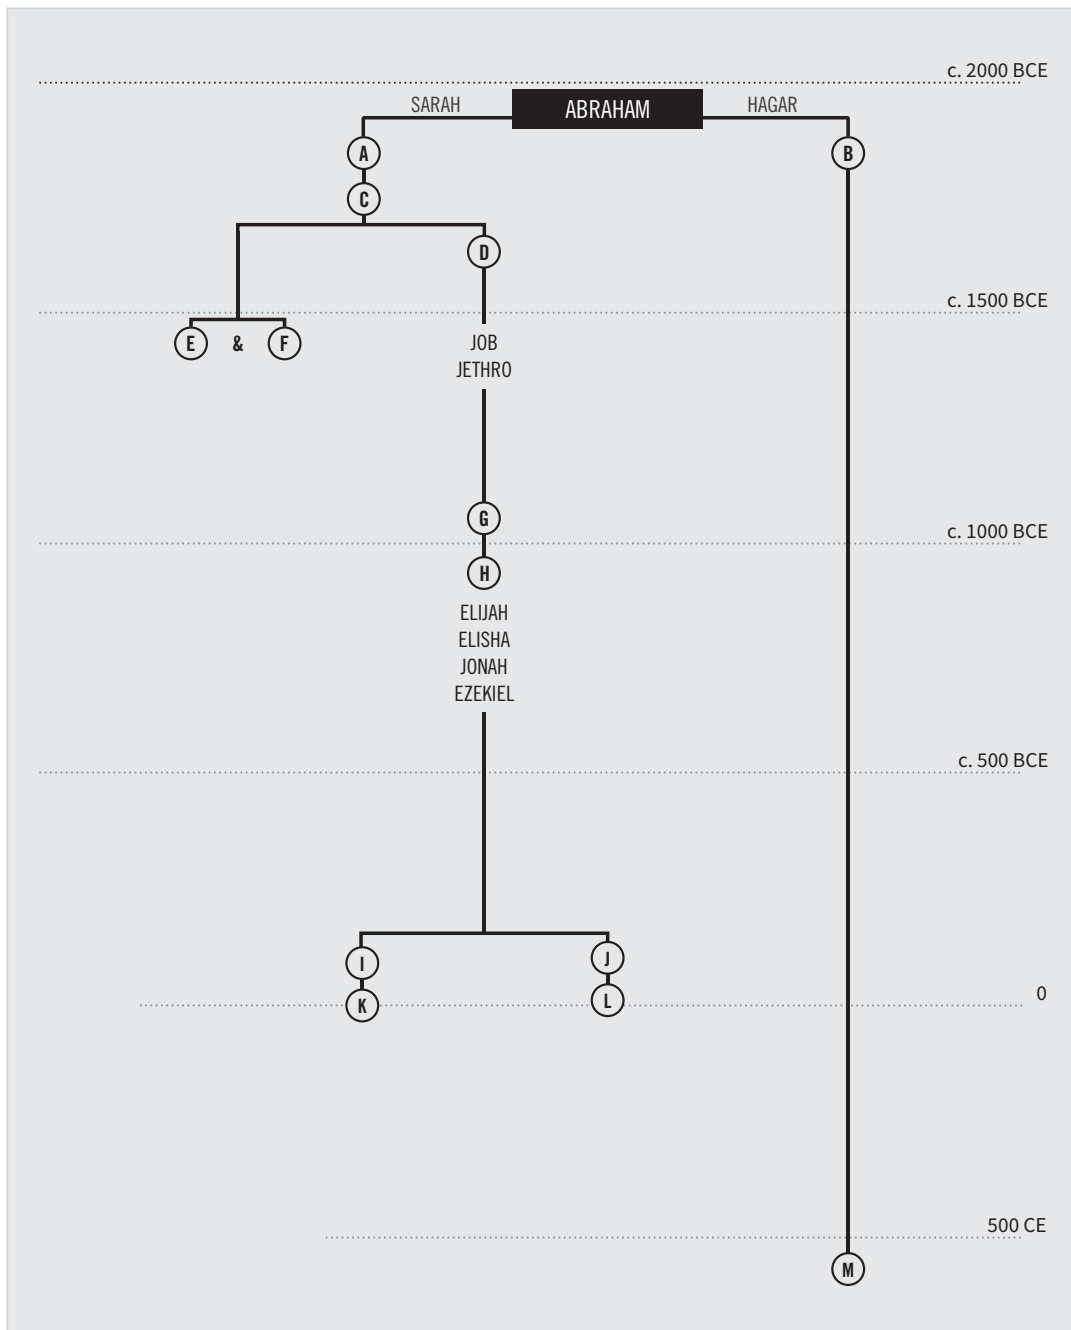 c. 2000 BCE
SARAH
ABRAHAM
HAGAR
A
B
C
D
c. 1500 BCE
E & F
JOB
JETHRO
G
c. 1000 BCE
H
ELIJAH
ELISHA
JONAH
EZEKIEL
c. 500 BCE
I
J
K
L
0
500 CE
M